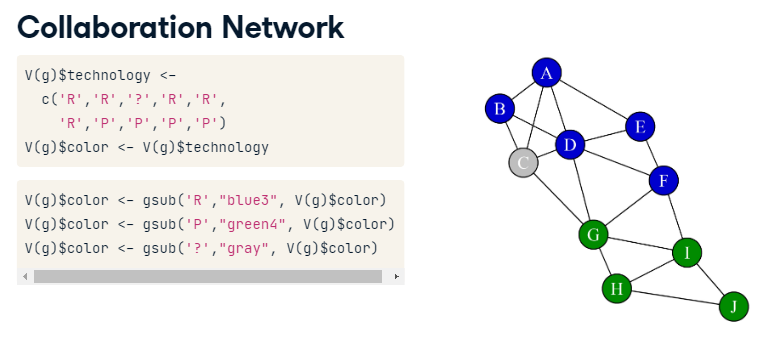 Collaboration Network
V(g)$technology <-
  c('R','R','?','R','R',
    'R','P','P','P','P')
V(g)$color <- V(g)$technology
V(g)$color <- gsub('R',"blue3", V(g)$color)
V(g)$color <- gsub('P',"green4", V(g)$color)
V(g)$color <- gsub('?',"gray", V(g)$color)
A
B
E
D
C
F
G
I
H
J